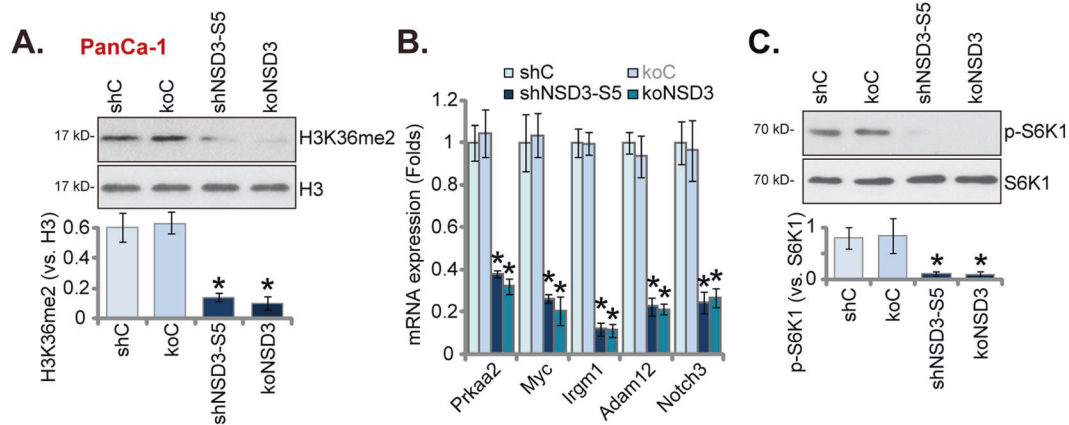 A.
PanCa-1
shC
koC
shNSD3-S5
koNSD3
17 kD-
H3K36me2
17 kD-
H3
H3K36me2 (vs. H3)
0.6
0.4
0.2
0
*
*
shC
koC
shNSD3-S5
koNSD3
B.
shC
koC
shNSD3-S5
koNSD3
mRNA expression (Folds)
1.2
1
0.8
0.6
0.4
0.2
0
* *
* *
* *
* *
* *
Prkaa2
Myc
Irgm1
Adam12
Notch3
C.
shC
koC
shNSD3-S5
koNSD3
70 kD-
p-S6K1
70 kD-
S6K1
p-S6K1 (vs. S6K1)
1
0
*
*
shC
koC
shNSD3-S5
koNSD3